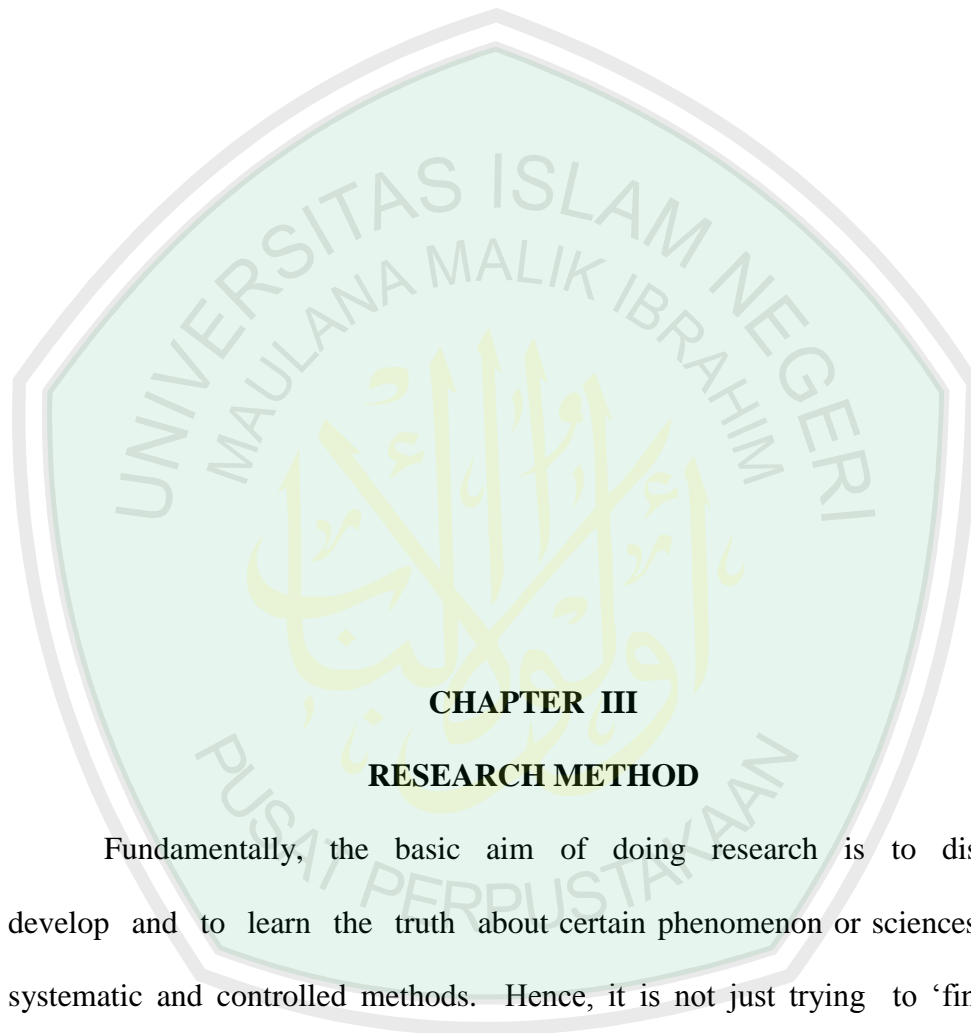 UNIVERSITAS ISLAM NEGERI
MAULANA MALIK IBRAHIM
CHAPTER III
RESEARCH METHOD
Fundamentally, the basic aim of doing research is to dis
develop and to learn the truth about certain phenomenon or sciences
systematic and controlled methods. Hence, it is not just trying to ‘fin
PUSAT PERPUSTAKAAN